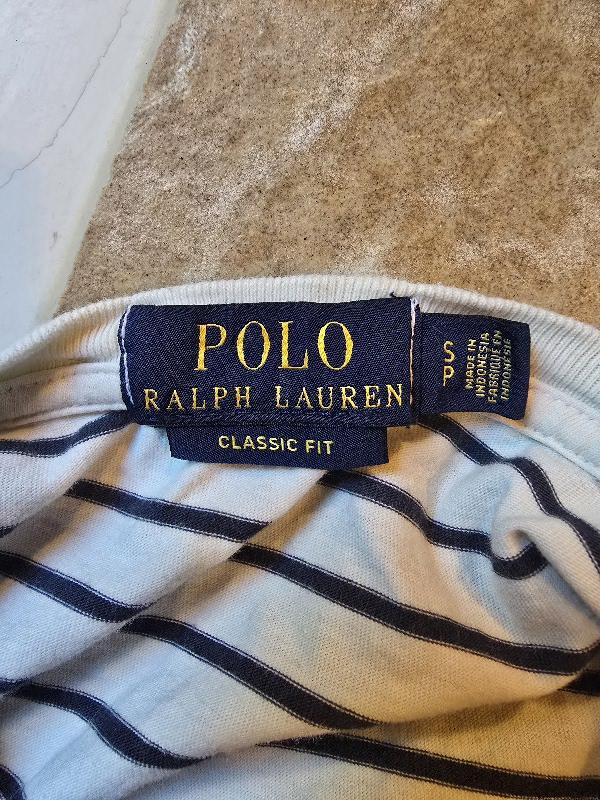 POLO
RALPH LAUREN
CLASSIC FIT
S
P
MADE IN
INDONESIA
FABRIQUÉ EN
INDONÉSIE